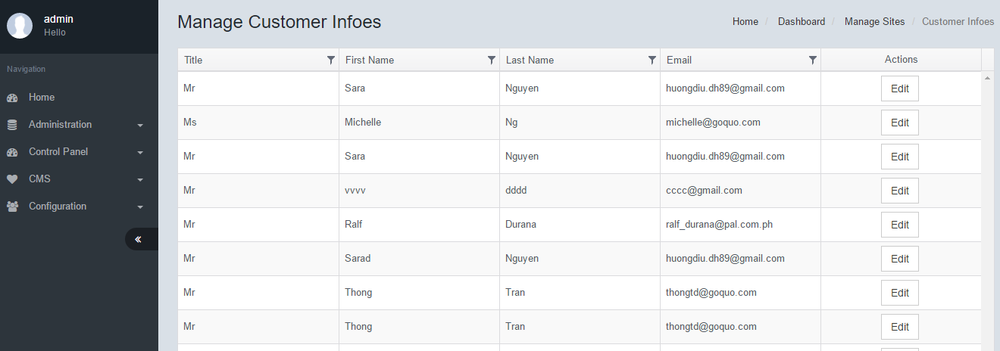 admin
Hello
Navigation
Home
Administration
Control Panel
CMS
Configuration
Manage Customer Infoes
Home / Dashboard / Manage Sites / Customer Infoes
Title First Name Last Name Email Actions
Mr Sara Nguyen huongdiu.dh89@gmail.com Edit
Ms Michelle Ng michelle@goquo.com Edit
Mr Sara Nguyen huongdiu.dh89@gmail.com Edit
Mr vvvv dddd cccc@gmail.com Edit
Mr Ralf Durana ralf_durana@pal.com.ph Edit
Mr Sarad Nguyen huongdiu.dh89@gmail.com Edit
Mr Thong Tran thongtd@goquo.com Edit
Mr Thong Tran thongtd@goquo.com Edit